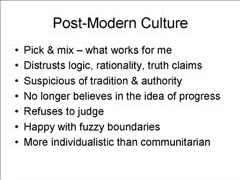 Post-Modern Culture
• Pick & mix – what works for me
• Distrusts logic, rationality, truth claims
• Suspicious of tradition & authority
• No longer believes in the idea of progress
• Refuses to judge
• Happy with fuzzy boundaries
• More individualistic than communitarian